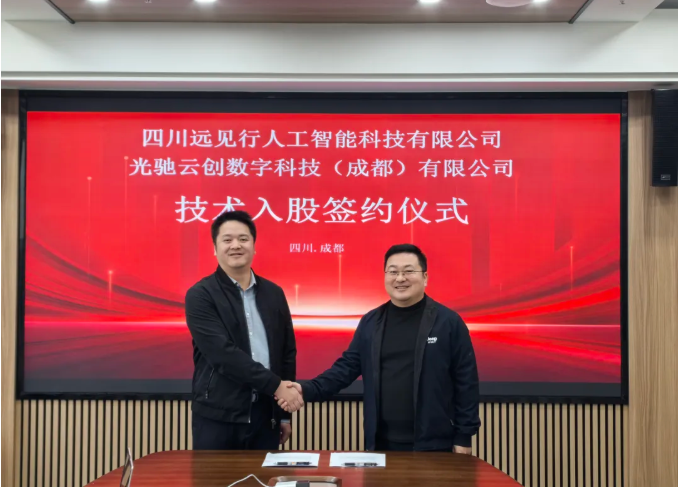 四川远见行人工智能科技有限公司
光驰云创数字科技（成都）有限公司
技术入股签约仪式
四川.成都